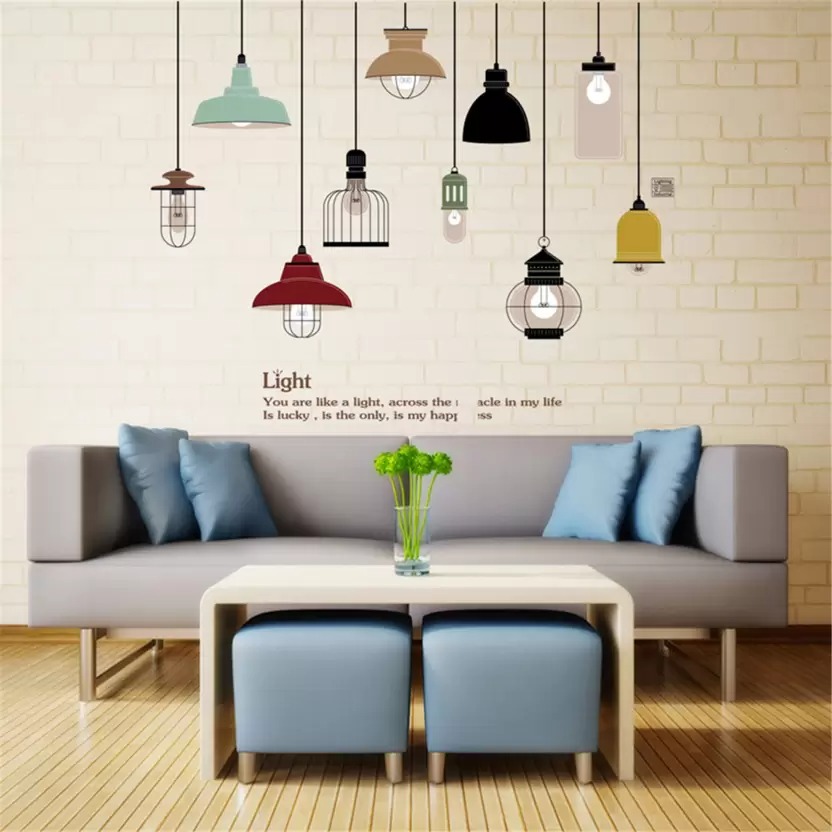 Light
You are like a light, across the acle in my life
Is lucky , is the only, is my happ ess